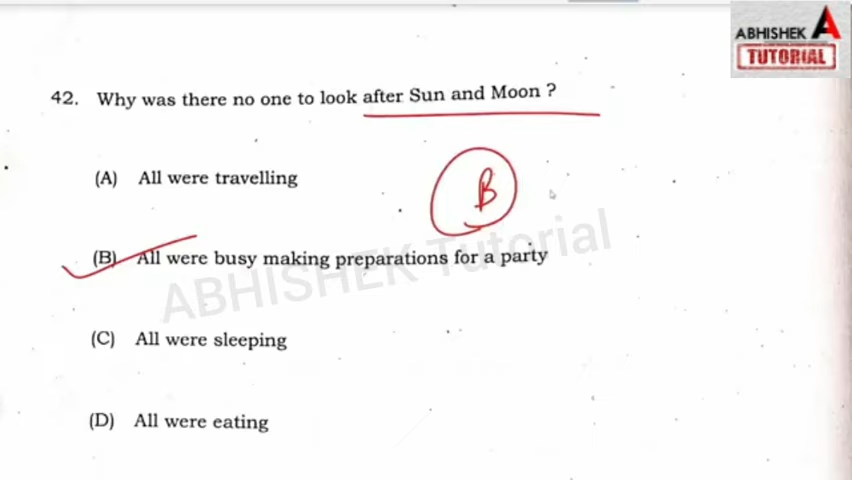 ABHISHEK A
TUTORIAL
42. Why was there no one to look after Sun and Moon ?
(A) All were travelling
B
(B) All were busy making preparations for a party
ABHISHEK Tutorial
(C) All were sleeping
(D) All were eating